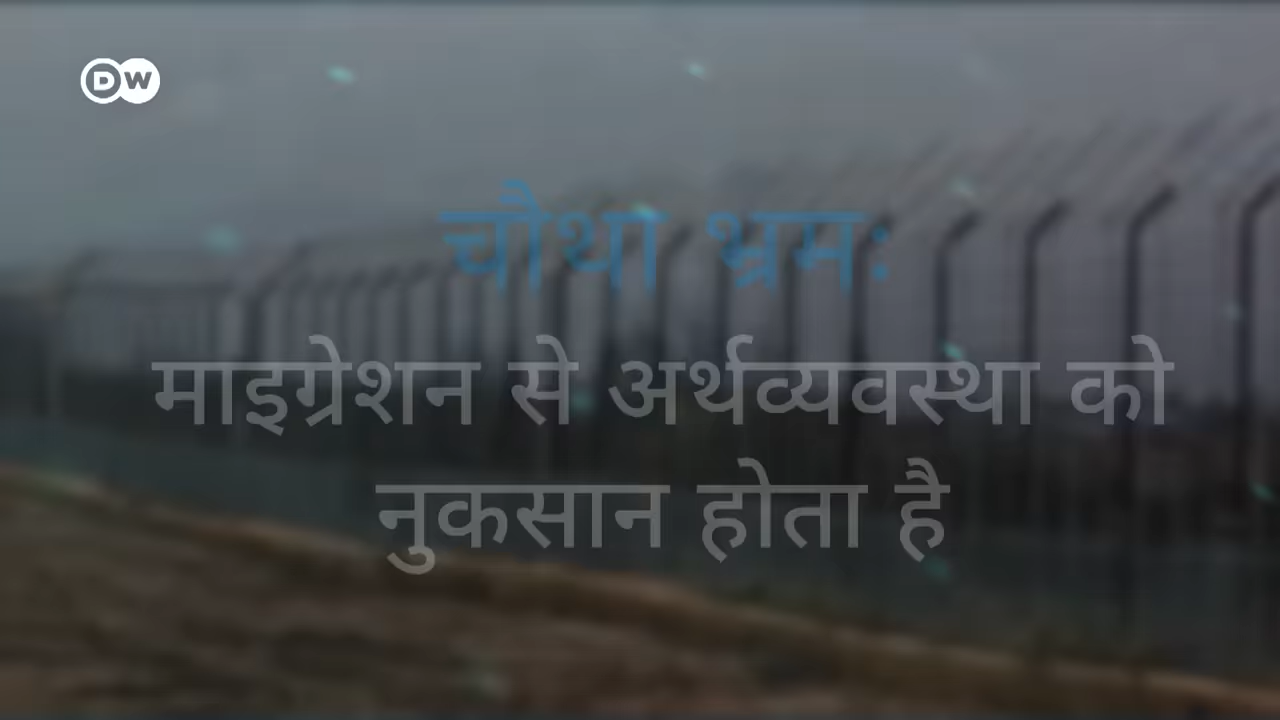 DW
चौथा भ्रमः
माइग्रेशन से अर्थव्यवस्था को
नुकसान होता है